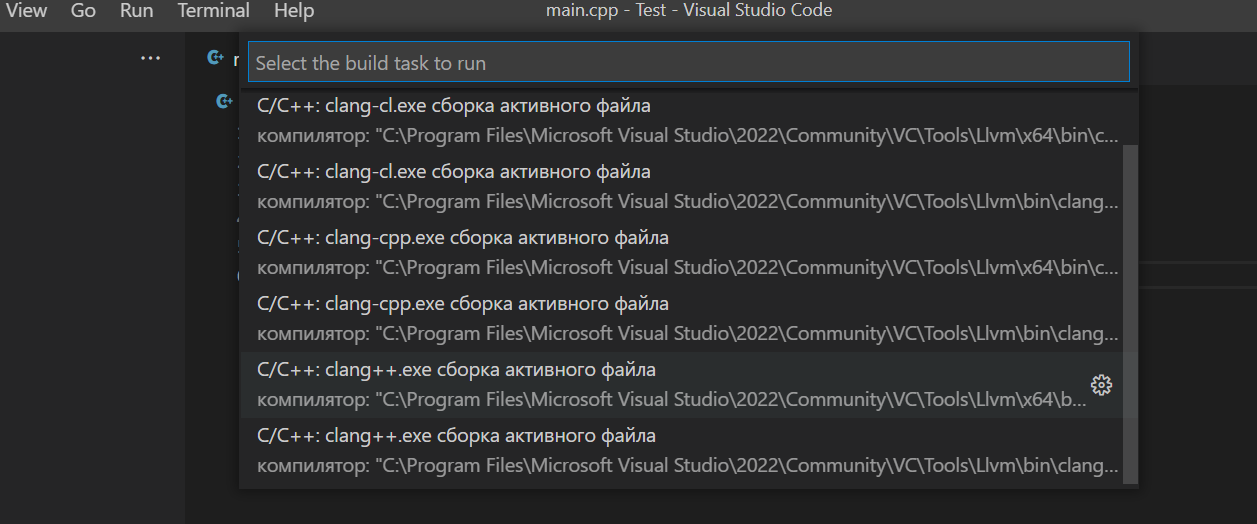 View Go Run Terminal Help main.cpp - Test - Visual Studio Code
...
Select the build task to run
C/C++: clang-cl.exe сборка активного файла
компилятор: "C:\Program Files\Microsoft Visual Studio\2022\Community\VC\Tools\Llvm\x64\bin\c...
C/C++: clang-cl.exe сборка активного файла
компилятор: "C:\Program Files\Microsoft Visual Studio\2022\Community\VC\Tools\Llvm\bin\clang...
C/C++: clang-cpp.exe сборка активного файла
компилятор: "C:\Program Files\Microsoft Visual Studio\2022\Community\VC\Tools\Llvm\x64\bin\c...
C/C++: clang-cpp.exe сборка активного файла
компилятор: "C:\Program Files\Microsoft Visual Studio\2022\Community\VC\Tools\Llvm\bin\clang...
C/C++: clang++.exe сборка активного файла
компилятор: "C:\Program Files\Microsoft Visual Studio\2022\Community\VC\Tools\Llvm\x64\b...
C/C++: clang++.exe сборка активного файла
компилятор: "C:\Program Files\Microsoft Visual Studio\2022\Community\VC\Tools\Llvm\bin\clang...